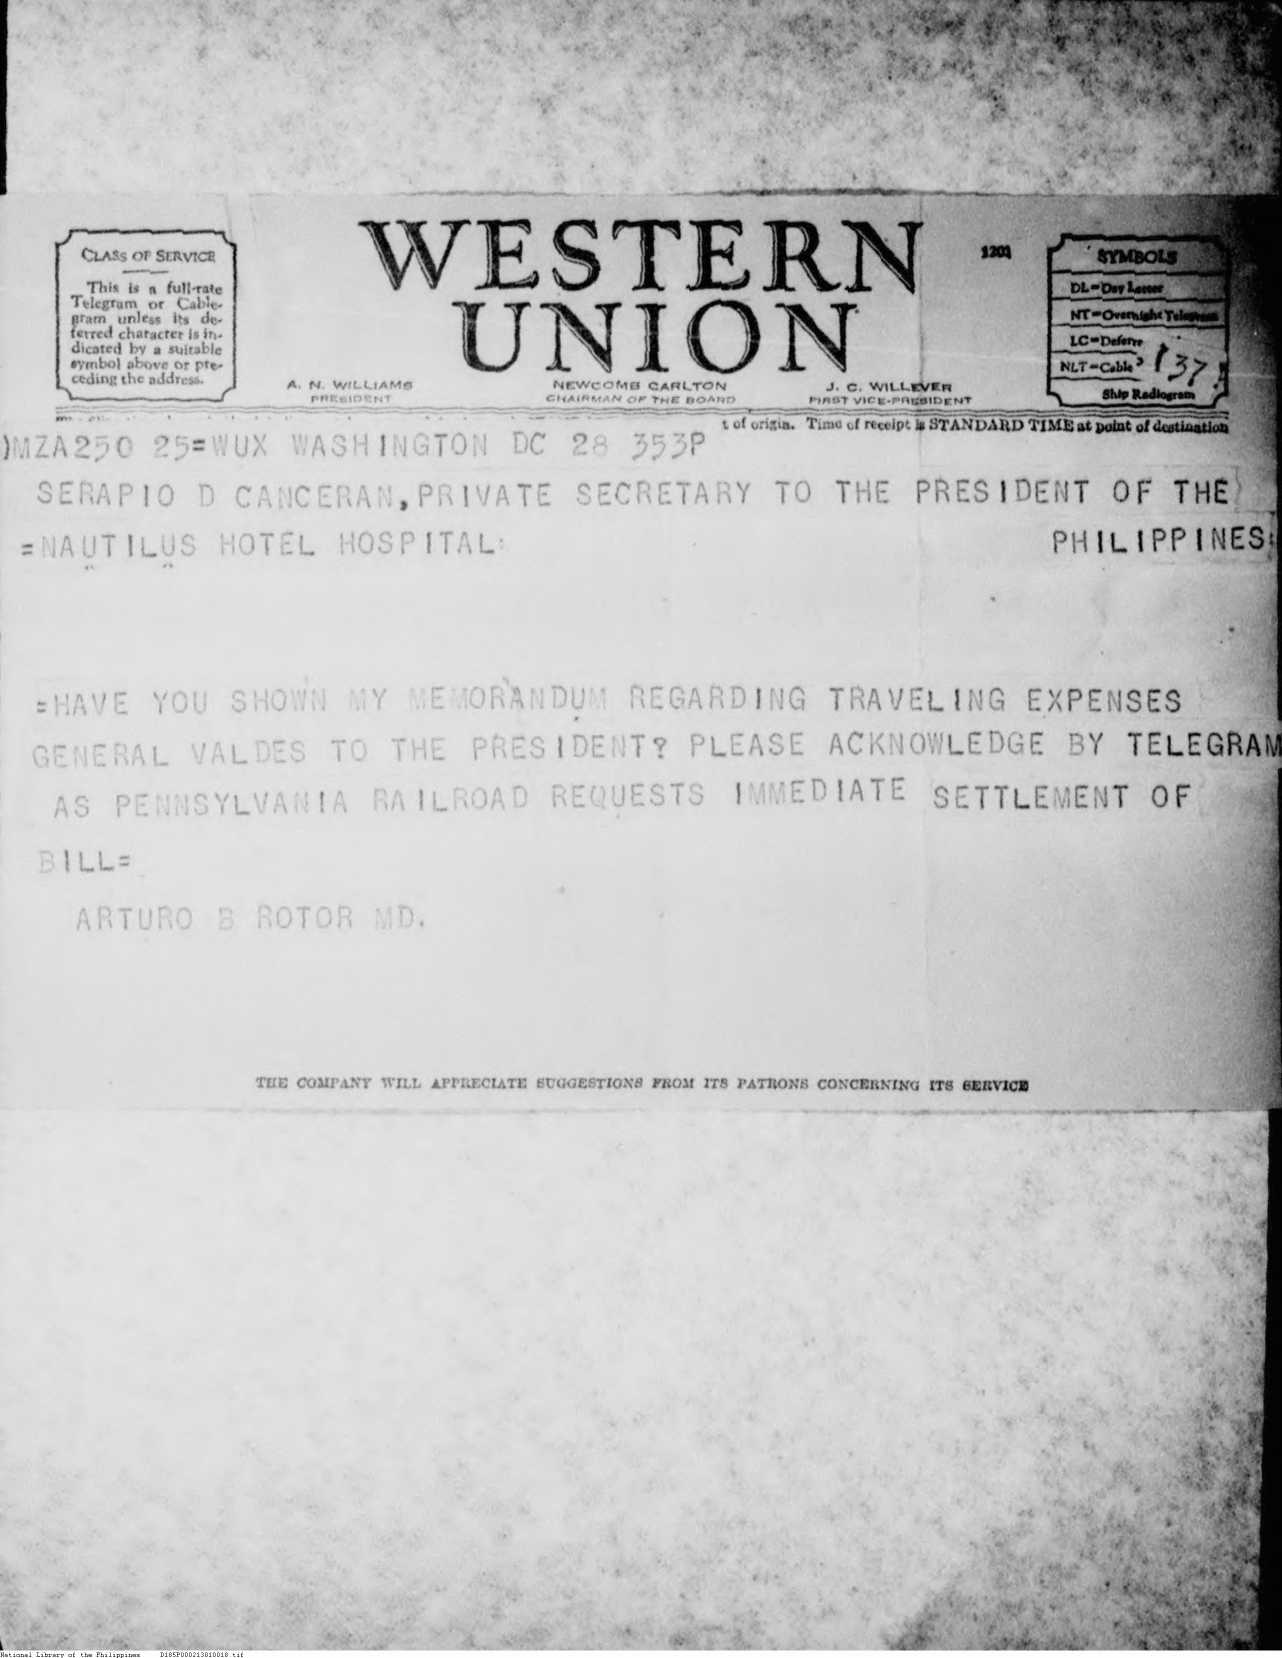 CLASS OF SERVICE
This is a full-rate
Telegram or Cable-
gram unless its de-
ferred character is in-
dicated by a suitable
symbol above or pre-
ceding the address.
WESTERN
UNION
1201
A. N. WILLIAMS
PRESIDENT
NEWCOMB CARLTON
CHAIRMAN OF THE BOARD
J. C. WILLEVER
FIRST VICE-PRESIDENT
SYMBOLS
DL=Day Letter
NT=Overnight Telegram
LC=Deferre
NLT=Cable
Ship Radiogram
137
t of origin. Time of receipt is STANDARD TIME at point of destination
)MZA250 25=WUX WASHINGTON DC 28 353P
SERAPIO D CANCERAN,PRIVATE SECRETARY TO THE PRESIDENT OF THE
=NAUTILUS HOTEL HOSPITAL: PHILIPPINES:
=HAVE YOU SHOWN MY MEMORANDUM REGARDING TRAVELING EXPENSES
GENERAL VALDES TO THE PRESIDENT? PLEASE ACKNOWLEDGE BY TELEGRAM
AS PENNSYLVANIA RAILROAD REQUESTS IMMEDIATE SETTLEMENT OF
BILL=
ARTURO B ROTOR MD.
THE COMPANY WILL APPRECIATE SUGGESTIONS FROM ITS PATRONS CONCERNING ITS SERVICE
National Library of the Philippines D185P000213810018.tif